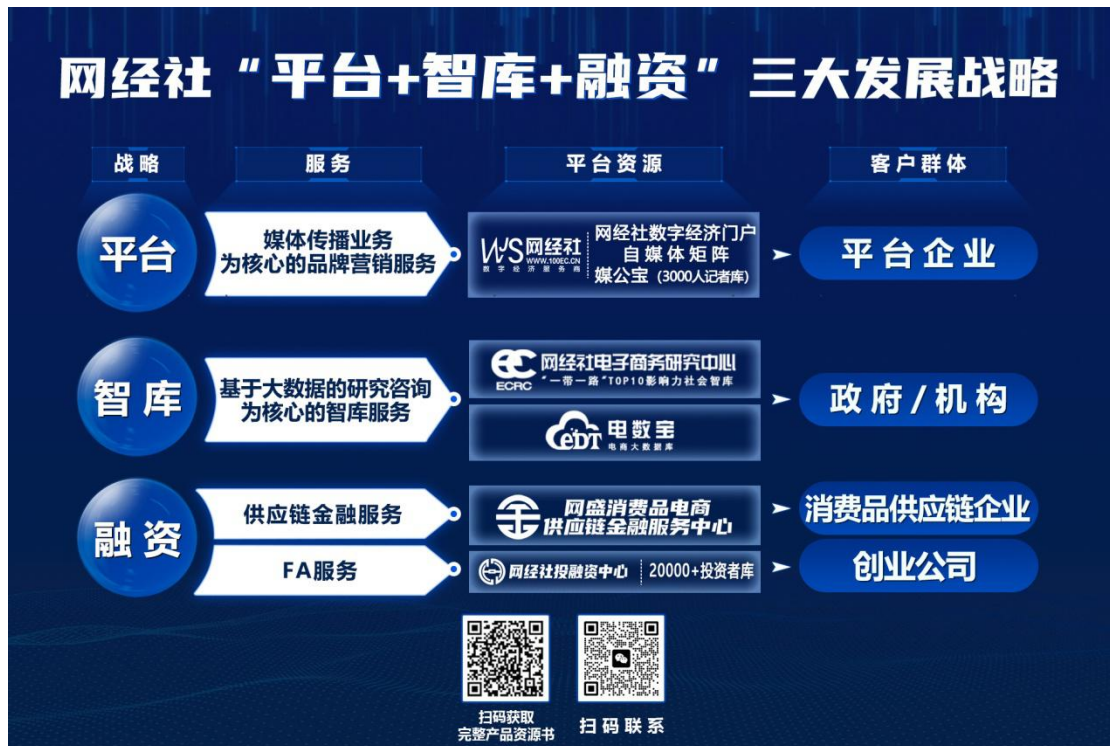 网经社“平台+智库+融资”三大发展战略
战略
服务
平台资源
客户群体
平台
媒体传播业务
为核心的品牌营销服务
网经社
WWW.100EC.CN
数字经济服务商
网经社数字经济门户
自媒体矩阵
媒公宝（3000人记者库）
平台企业
智库
基于大数据的研究咨询
为核心的智库服务
ECRC
网经社电子商务研究中心
“一带一路”TOP10影响力社会智库
eDT
电数宝
电商大数据库
政府/机构
融资
供应链金融服务
网盛消费品电商
供应链金融服务中心
消费品供应链企业
FA服务
网经社投融资中心
20000+投资者库
创业公司
扫码获取
完整产品资源书
扫码联系